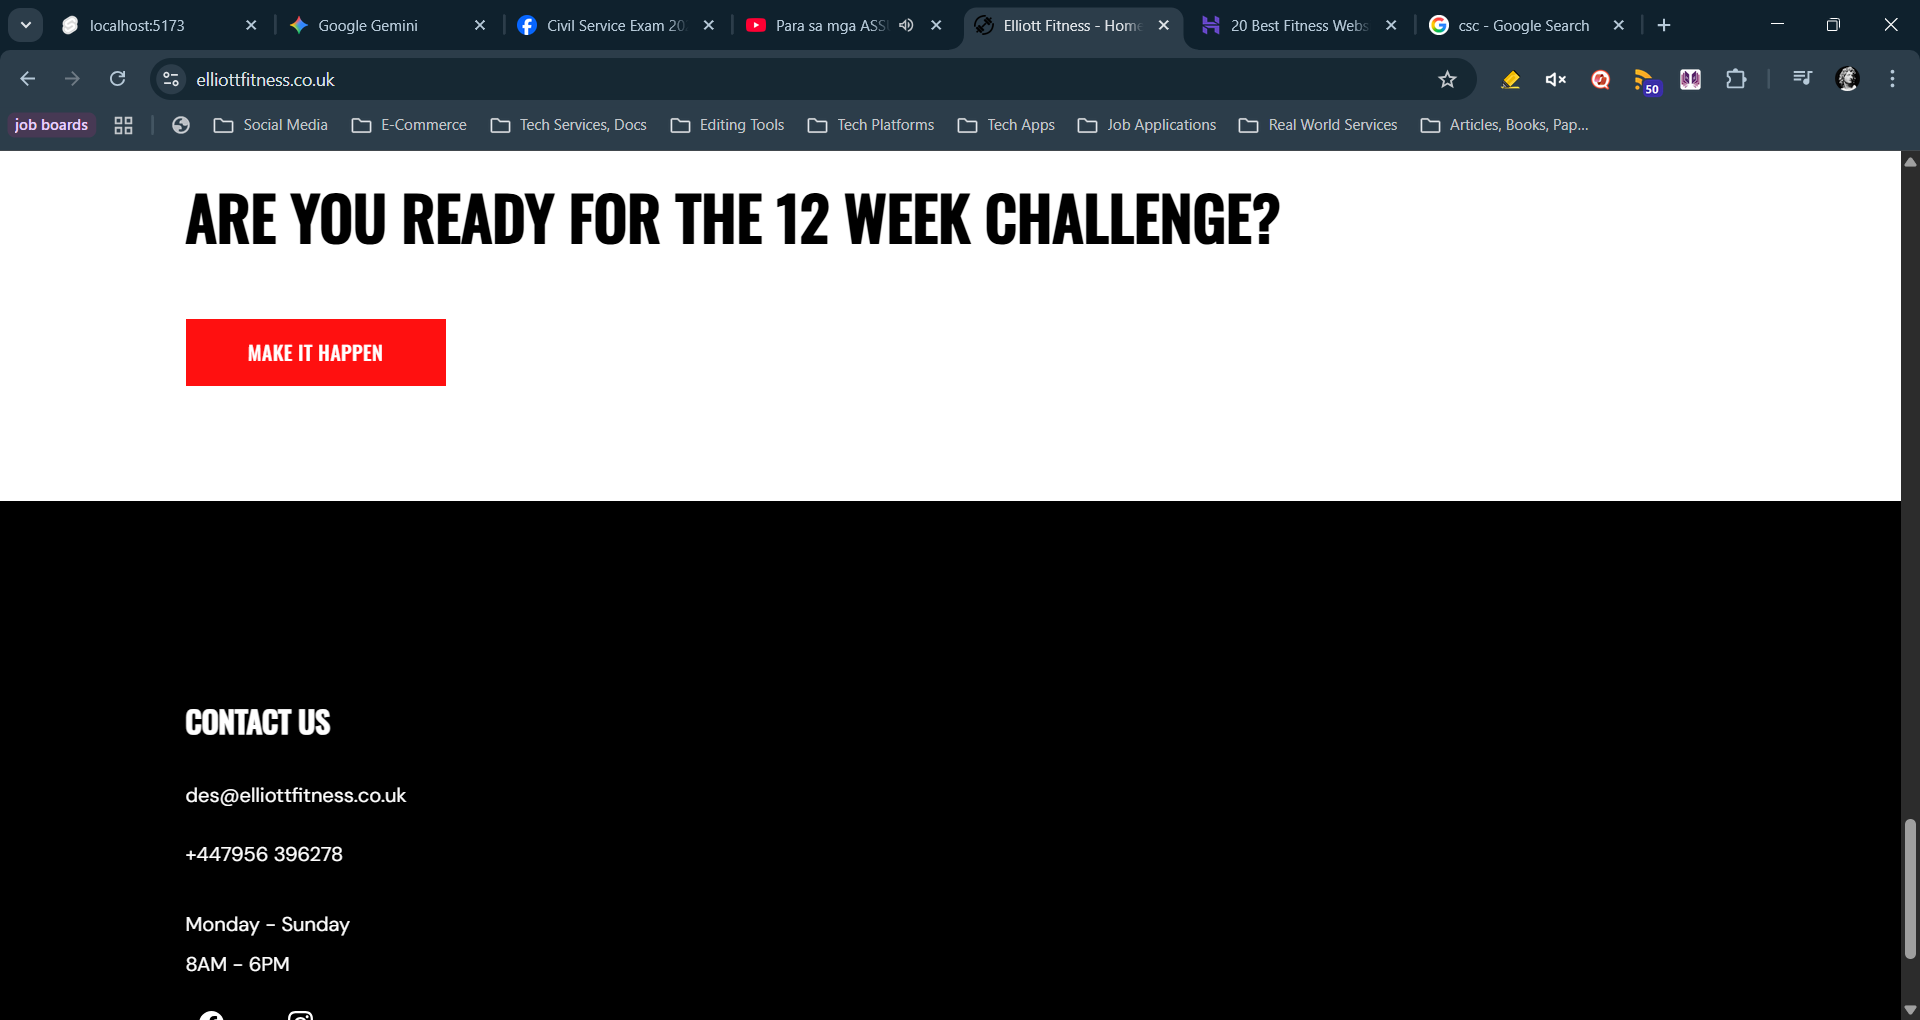 localhost:5173
Google Gemini
Civil Service Exam 20
Para sa mga ASS
Elliott Fitness - Home
20 Best Fitness Webs
csc - Google Search
elliottfitness.co.uk
50
job boards
Social Media
E-Commerce
Tech Services, Docs
Editing Tools
Tech Platforms
Tech Apps
Job Applications
Real World Services
Articles, Books, Pap...
ARE YOU READY FOR THE 12 WEEK CHALLENGE?
MAKE IT HAPPEN
CONTACT US
des@elliottfitness.co.uk
+447956 396278
Monday - Sunday
8AM - 6PM